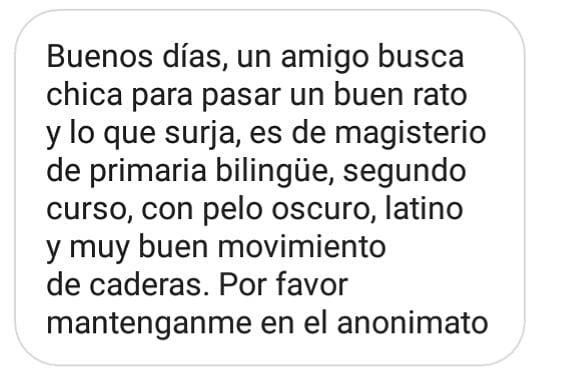 Buenos días, un amigo busca
chica para pasar un buen rato
y lo que surja, es de magisterio
de primaria bilingüe, segundo
curso, con pelo oscuro, latino
y muy buen movimiento
de caderas. Por favor
mantenganme en el anonimato